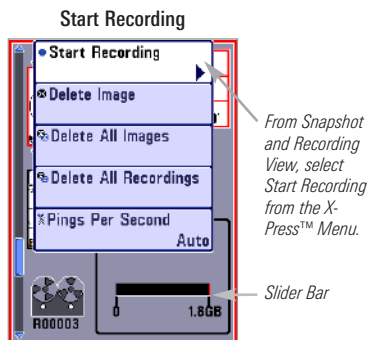 Start Recording
Start Recording
Delete Image
Delete All Images
Delete All Recordings
Pings Per Second
Auto
From Snapshot
and Recording
View, select
Start Recording
from the X-
Press™ Menu.
Slider Bar
0
1.8GB
R00003